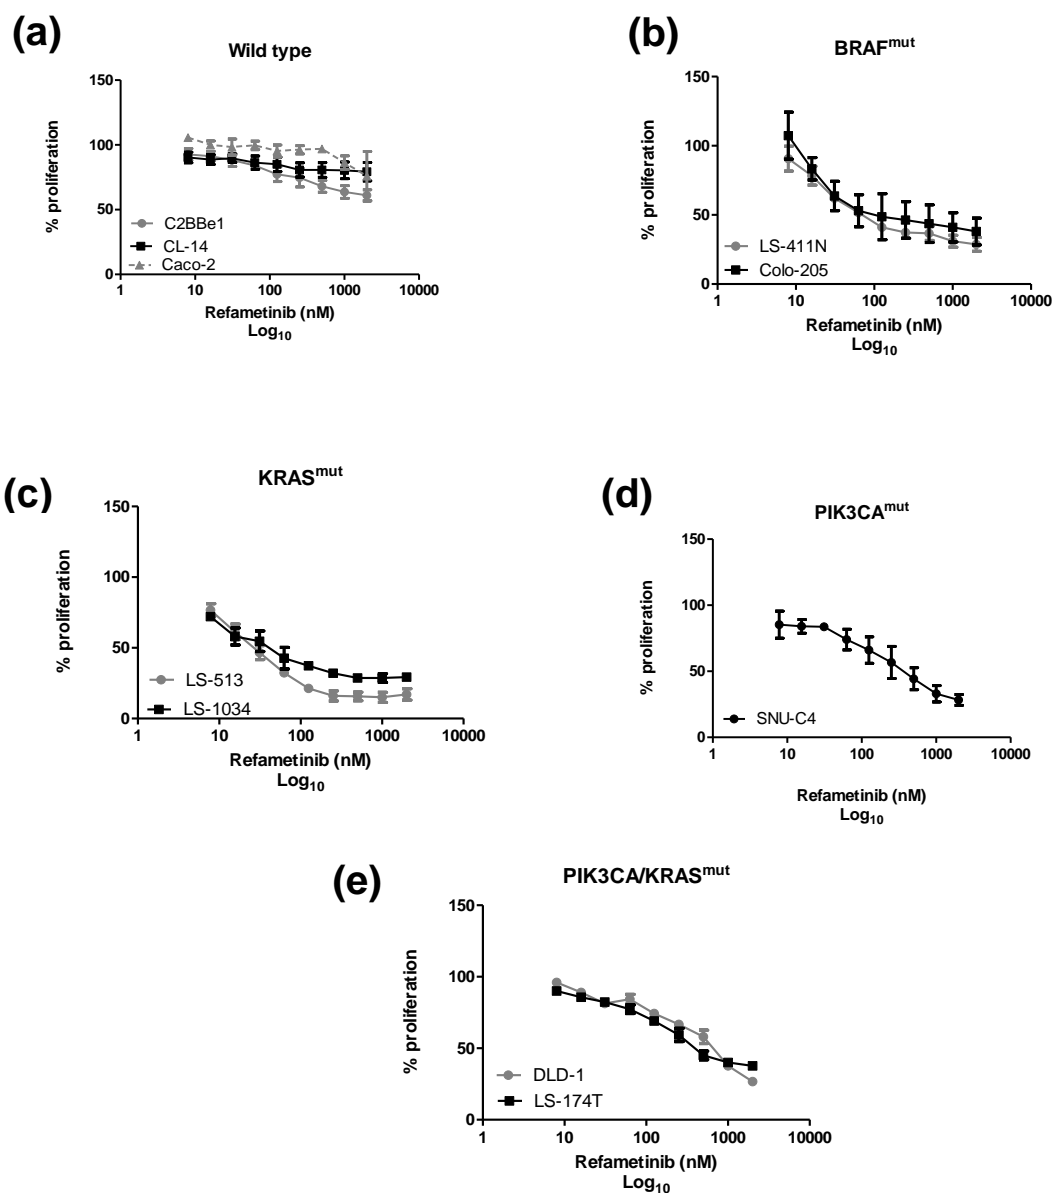 (a)
Wild type
150
100
50
0
% proliferation
C2BBe1
CL-14
Caco-2
1 10 100 1000 10000
Refametinib (nM)
Log₁₀
(b)
BRAFᵐᵘᵗ
150
100
50
0
% proliferation
LS-411N
Colo-205
1 10 100 1000 10000
Refametinib (nM)
Log₁₀
(c)
KRASᵐᵘᵗ
150
100
50
0
% proliferation
LS-513
LS-1034
1 10 100 1000 10000
Refametinib (nM)
Log₁₀
(d)
PIK3CAᵐᵘᵗ
150
100
50
0
% proliferation
SNU-C4
1 10 100 1000 10000
Refametinib (nM)
Log₁₀
(e)
PIK3CA/KRASᵐᵘᵗ
150
100
50
0
% proliferation
DLD-1
LS-174T
1 10 100 1000 10000
Refametinib (nM)
Log₁₀